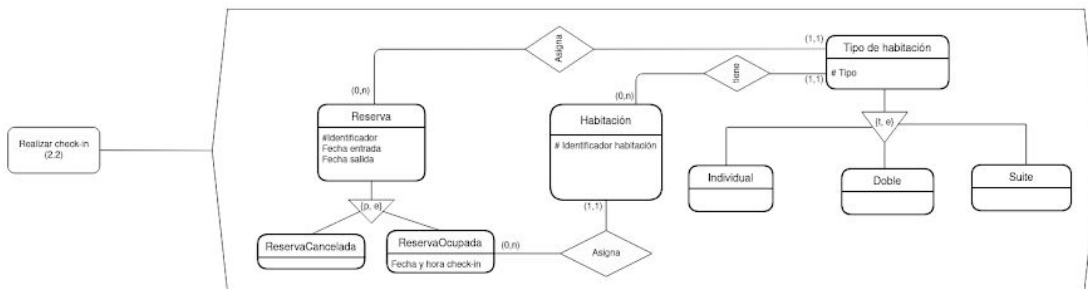 Asigna
(1,1)
Tipo de habitación
# Tipo
tiene
(1,1)
(0,n)
(0,n)
Reserva
#Identificador
Fecha entrada
Fecha salida
Habitación
# Identificador habitación
{t, e}
Realizar check-in
(2.2)
Individual
Doble
Suite
{p, e}
(1,1)
ReservaCancelada
ReservaOcupada
Fecha y hora check-in
(0,n)
Asigna